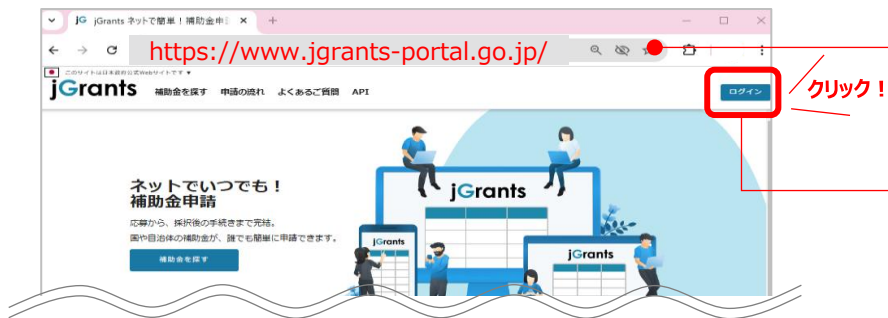 jG jGrants ネットで簡単！補助金申
https://www.jgrants-portal.go.jp/
このサイトは日本政府公式Webサイトです ▼
jGrants 補助金を探す 申請の流れ よくあるご質問 API
ログイン
クリック！
ネットでいつでも！
補助金申請
応募から、採択後の手続きまで完結。
国や自治体の補助金が、誰でも簡単に申請できます。
補助金を探す
jGrants
jGrants
jGrants